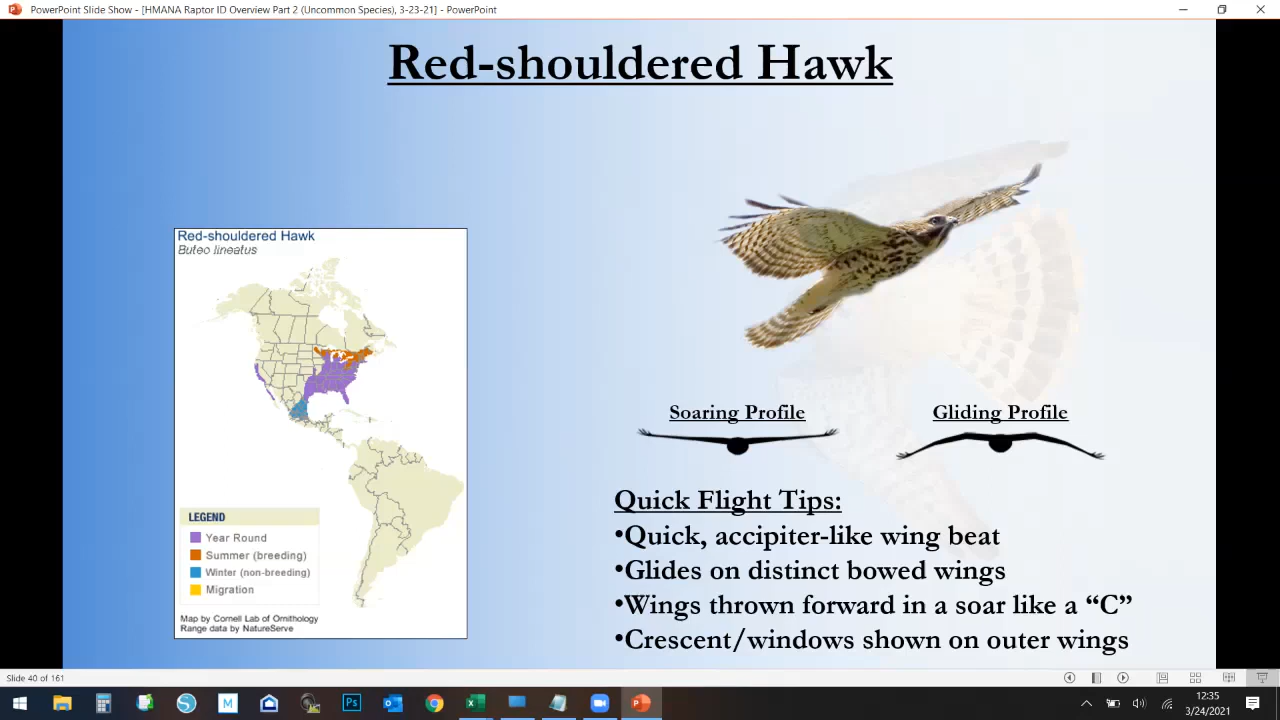 PowerPoint Slide Show - [HMANA Raptor ID Overview Part 2 (Uncommon Species), 3-23-21] - PowerPoint
Red-shouldered Hawk
Red-shouldered Hawk
Buteo lineatus
LEGEND
Year Round
Summer (breeding)
Winter (non-breeding)
Migration
Map by Cornell Lab of Ornithology
Range data by NatureServe
Soaring Profile
Gliding Profile
Quick Flight Tips:
•Quick, accipiter-like wing beat
•Glides on distinct bowed wings
•Wings thrown forward in a soar like a “C”
•Crescent/windows shown on outer wings
Slide 40 of 161
M
Ps
12:35
3/24/2021